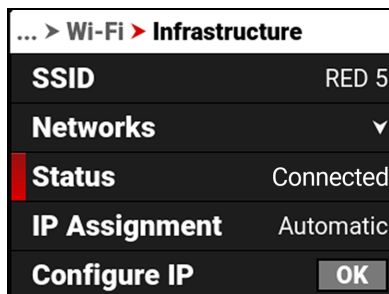 ... > Wi-Fi > Infrastructure
SSID RED 5
Networks
Status Connected
IP Assignment Automatic
Configure IP OK